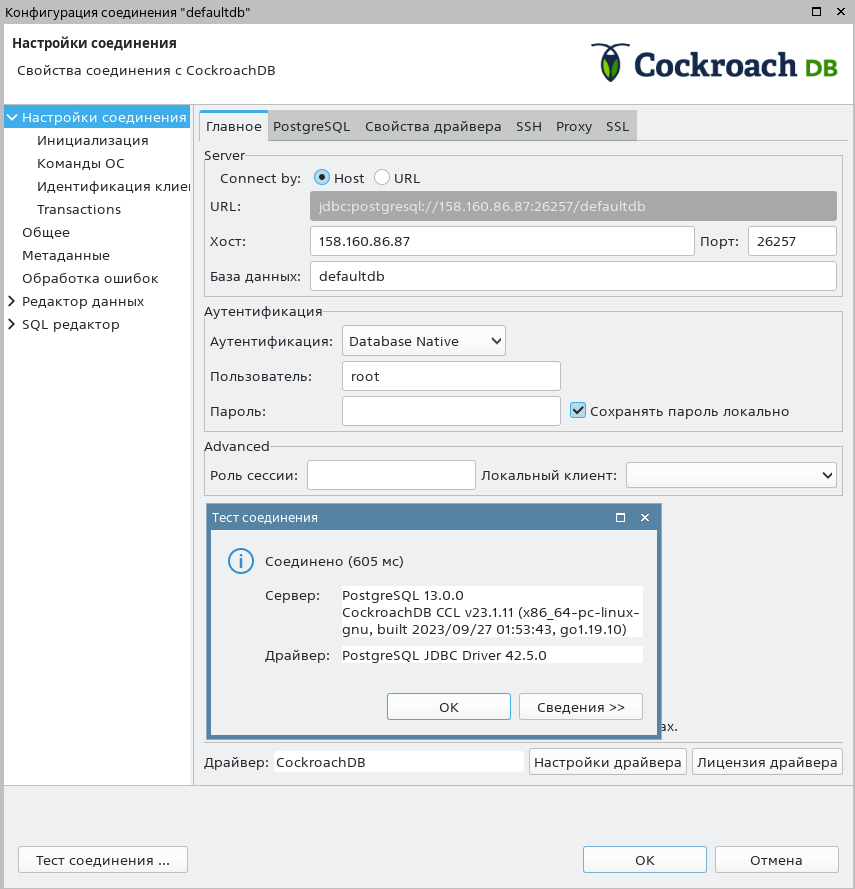 Конфигурация соединения "defaultdb"
Настройки соединения
Свойства соединения с CockroachDB
Cockroach DB
Настройки соединения
Инициализация
Команды ОС
Идентификация клие
Transactions
Общее
Метаданные
Обработка ошибок
Редактор данных
SQL редактор
Главное PostgreSQL Свойства драйвера SSH Proxy SSL
Server
Connect by: Host URL
URL: jdbc:postgresql://158.160.86.87:26257/defaultdb
Хост: 158.160.86.87 Порт: 26257
База данных: defaultdb
Аутентификация
Аутентификация: Database Native
Пользователь: root
Пароль: Сохранять пароль локально
Advanced
Роль сессии: Локальный клиент:
Тест соединения
Соединено (605 мс)
Сервер: PostgreSQL 13.0.0
CockroachDB CCL v23.1.11 (x86_64-pc-linux-
gnu, built 2023/09/27 01:53:43, go1.19.10)
Драйвер: PostgreSQL JDBC Driver 42.5.0
OK Сведения >>
ах.
Драйвер: CockroachDB Настройки драйвера Лицензия драйвера
Тест соединения ... OK Отмена